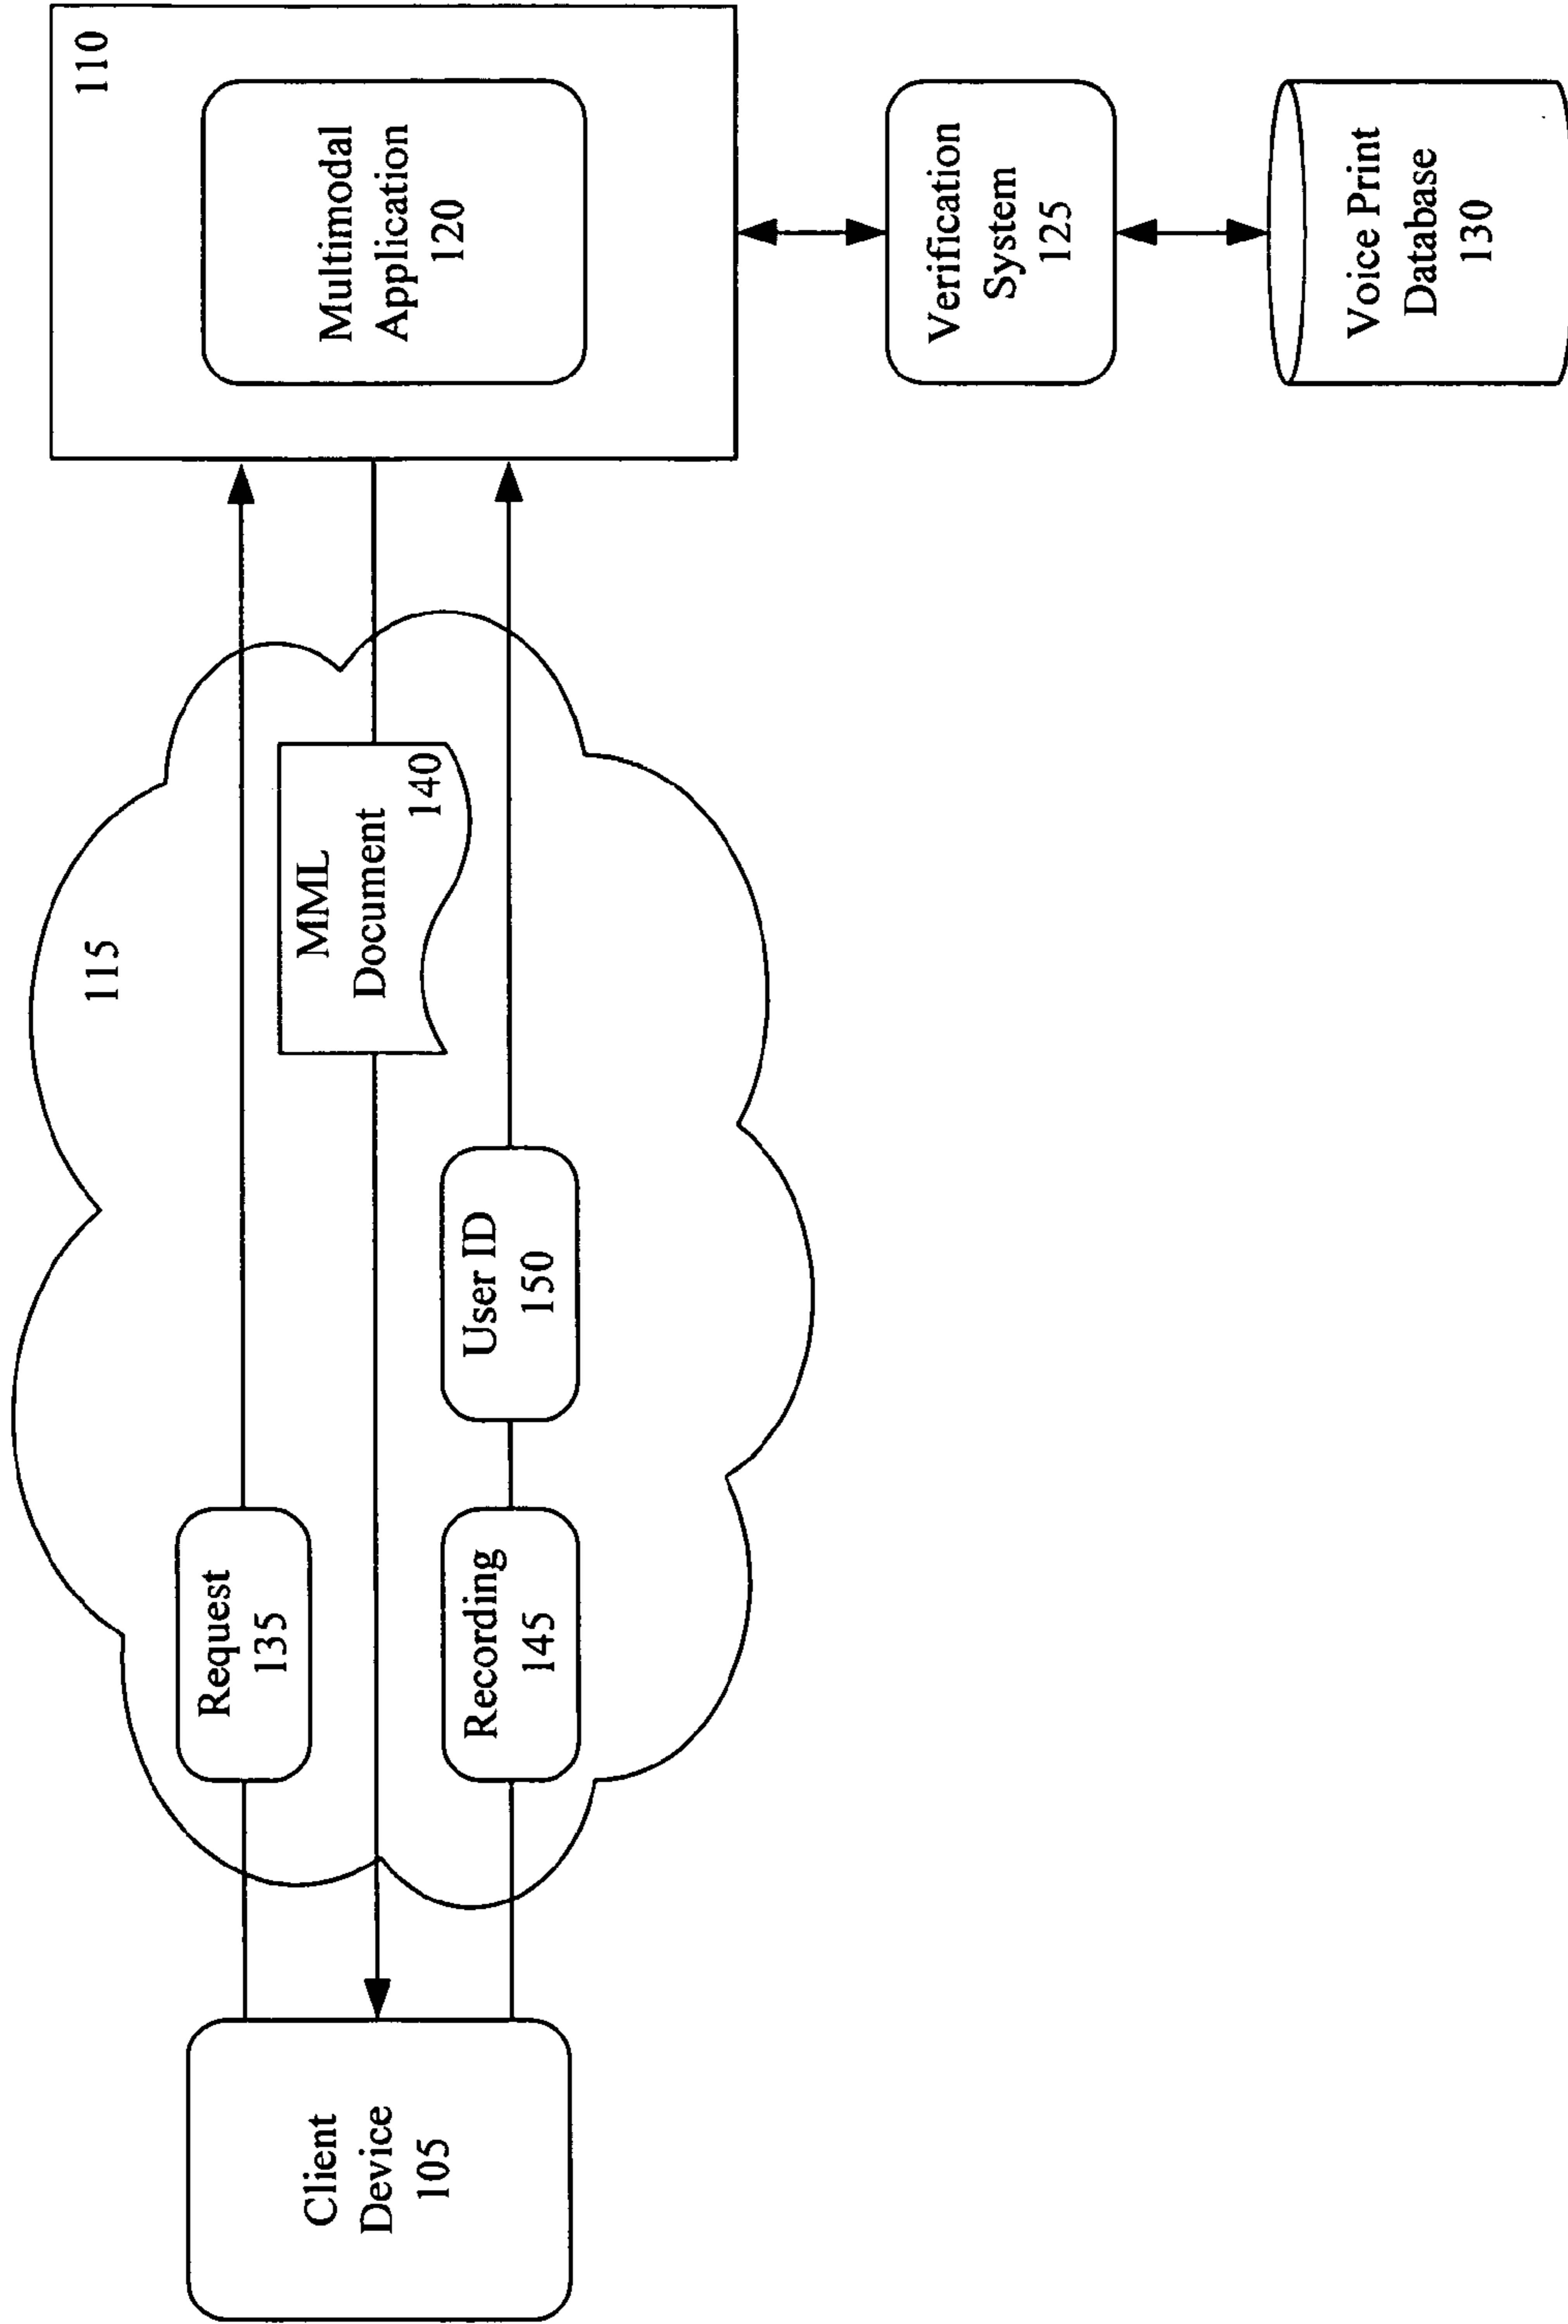 110
Multimodal
Application
120
115
Request
135
MML
Document
140
Client
Device
105
Recording
145
User ID
150
Verification
System
125
Voice Print
Database
130